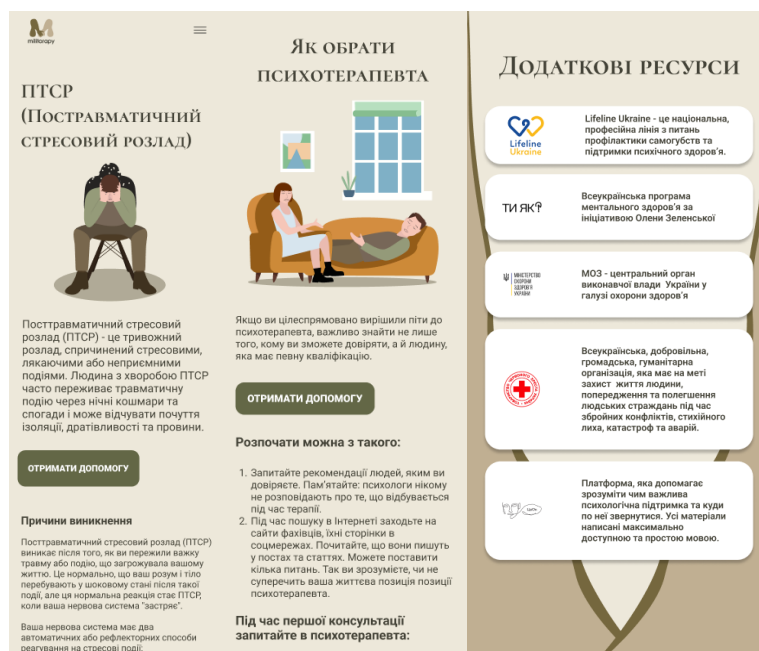 militorapy
ПТСР
(Постравматичний
стресовий розлад)
Посттравматичний стресовий
розлад (ПТСР) - це тривожний
розлад, спричинений стресовими,
лякаючими або неприємними
подіями. Людина з хворобою ПТСР
часто переживає травматичну
подію через нічні кошмари та
спогади і може відчувати почуття
ізоляції, дратівливості та провини.
ОТРИМАТИ ДОПОМОГУ
Причини виникнення
Посттравматичний стресовий розлад (ПТСР)
виникає після того, як ви пережили важку
травму або подію, що загрожувала вашому
життю. Це нормально, що ваш розум і тіло
перебувають у шоковому стані після такої
події, але ця нормальна реакція стає ПТСР,
коли ваша нервова система "застряє".
Ваша нервова система має два
автоматичних або рефлекторних способи
реагування на стресові події:
Як обрати
психотерапевта
Якщо ви цілеспрямовано вирішили піти до
психотерапевта, важливо знайти не лише
того, кому ви зможете довіряти, а й людину,
яка має певну кваліфікацію.
ОТРИМАТИ ДОПОМОГУ
Розпочати можна з такого:
1. Запитайте рекомендації людей, яким ви
довіряєте. Пам’ятайте: психологи нікому
не розповідають про те, що відбувається
під час терапії.
2. Під час пошуку в Інтернеті заходьте на
сайти фахівців, їхні сторінки в
соцмережах. Почитайте, що вони пишуть
у постах та статтях. Можете поставити
кілька питань. Так ви зрозумієте, чи не
суперечить ваша життєва позиція позиції
психотерапевта.
Під час першої консультації
запитайте в психотерапевта:
Додаткові ресурси
Lifeline
Ukraine
Lifeline Ukraine - це національна,
професійна лінія з питань
профілактики самогубств та
підтримки психічного здоров’я.
ТИ ЯК?
Всеукраїнська програма
ментального здоров’я за
ініціативою Олени Зеленської
МІНІСТЕРСТВО
ОХОРОНИ
ЗДОРОВ’Я
УКРАЇНИ
МОЗ - центральний орган
виконавчої влади України у
галузі охорони здоров’я
Всеукраїнська, добровільна,
громадська, гуманітарна
організація, яка має на меті
захист життя людини,
попередження та полегшення
людських страждань під час
збройних конфліктів, стихійного
лиха, катастроф та аварій.
Платформа, яка допомагає
зрозуміти чим важлива
психологічна підтримка та куди
по неї звернутися. Усі матеріали
написані максимально
доступною та простою мовою.